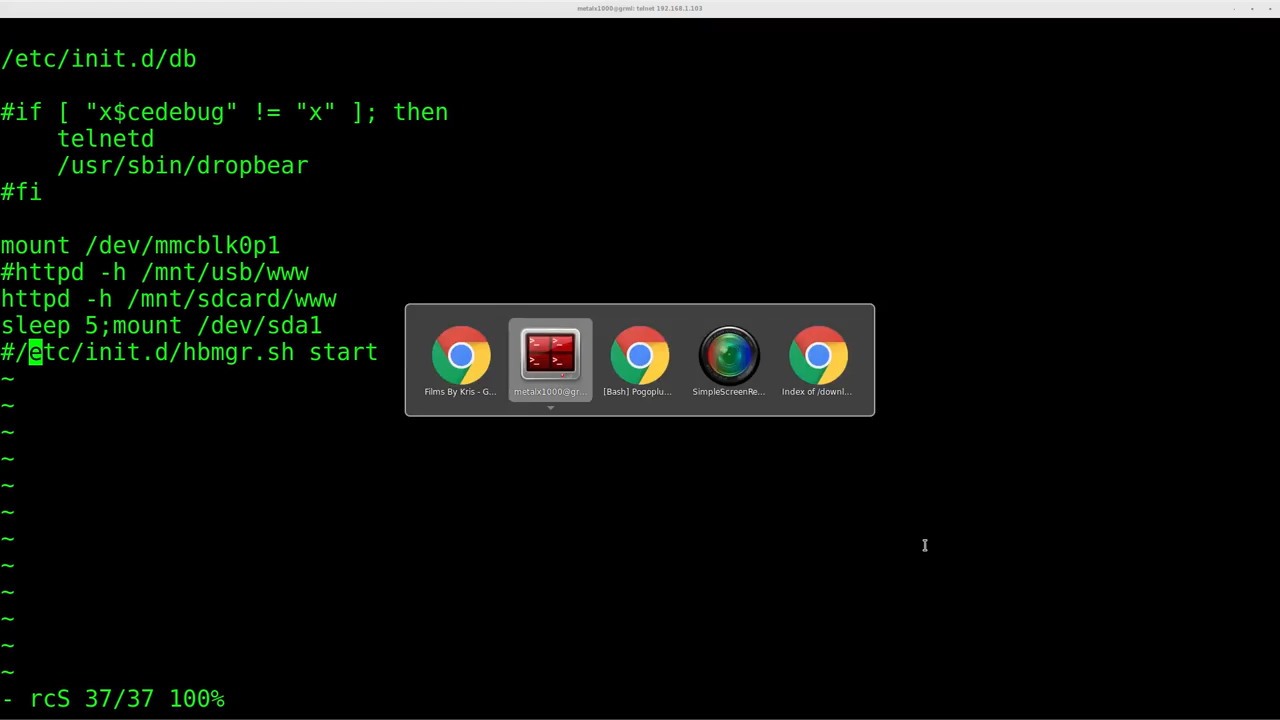 metalx1000@grml: telnet 192.168.1.103
/etc/init.d/db
#if [ "x$cedebug" != "x" ]; then
telnetd
/usr/sbin/dropbear
#fi
mount /dev/mmcblk0p1
#httpd -h /mnt/usb/www
httpd -h /mnt/sdcard/www
sleep 5;mount /dev/sda1
#/etc/init.d/hbmgr.sh start
~
~
~
~
~
~
~
~
~
~
~
~
- rcS 37/37 100%
Films By Kris - G...
metalx1000@gr...
[Bash] Pogoplu...
SimpleScreenRe...
Index of /downl...